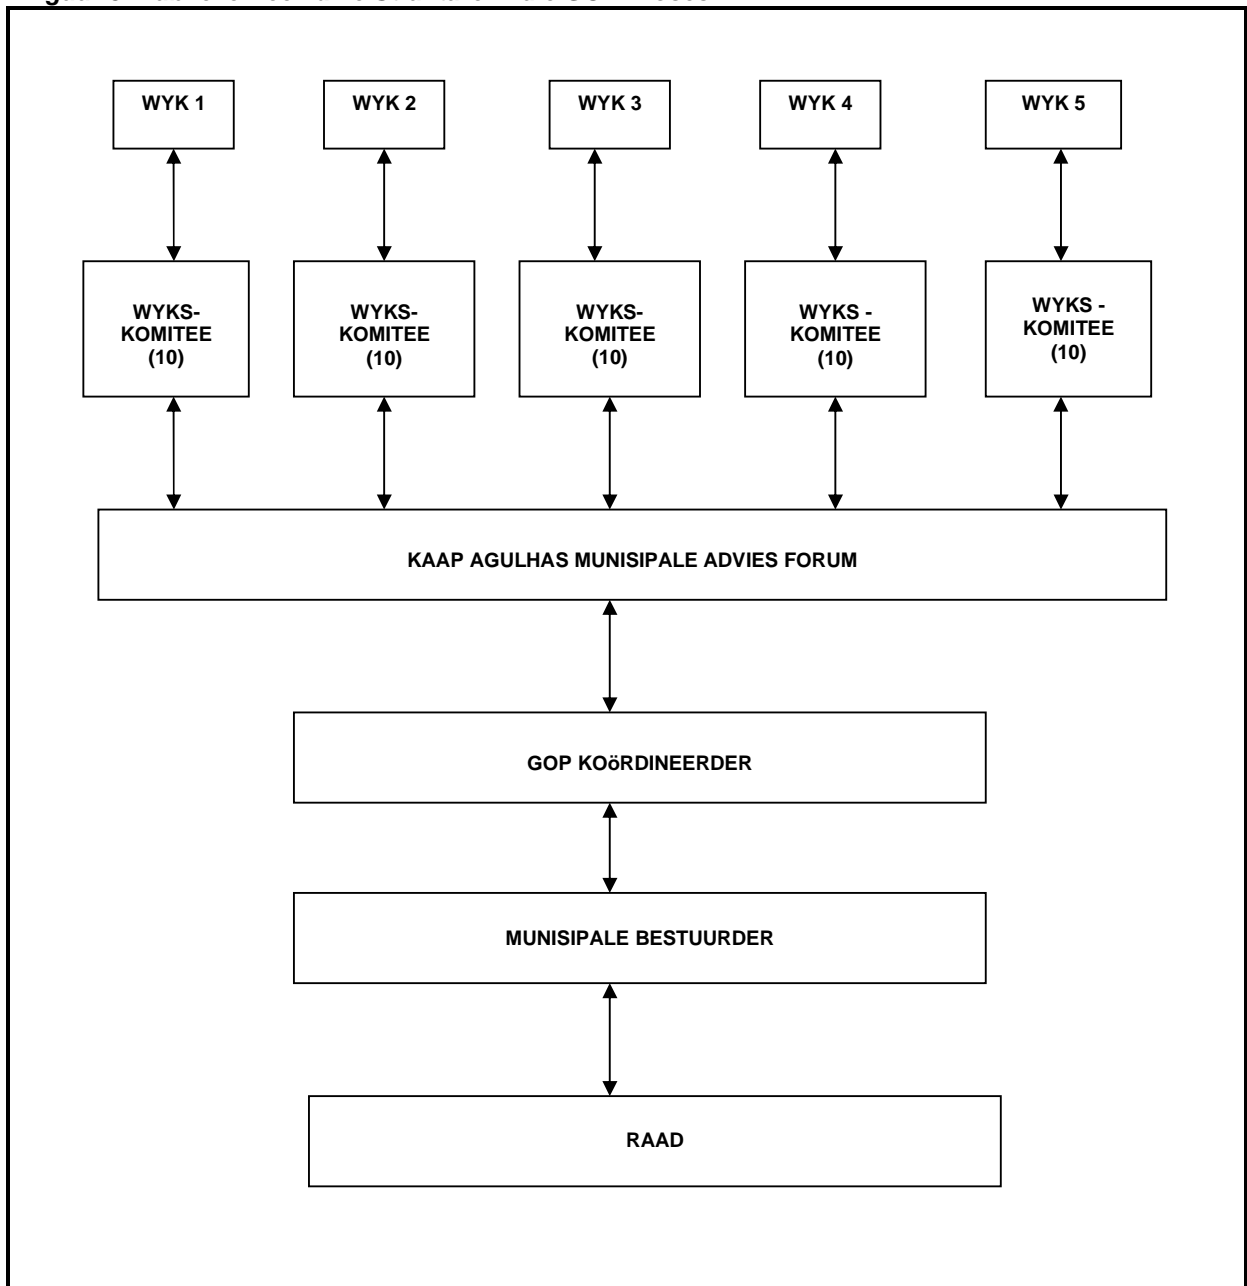 WYK 1
WYK 2
WYK 3
WYK 4
WYK 5
WYKS-
KOMITEE
(10)
WYKS-
KOMITEE
(10)
WYKS-
KOMITEE
(10)
WYKS -
KOMITEE
(10)
WYKS -
KOMITEE
(10)
KAAP AGULHAS MUNISIPALE ADVIES FORUM
GOP KOöRDINEERDER
MUNISIPALE BESTUURDER
RAAD